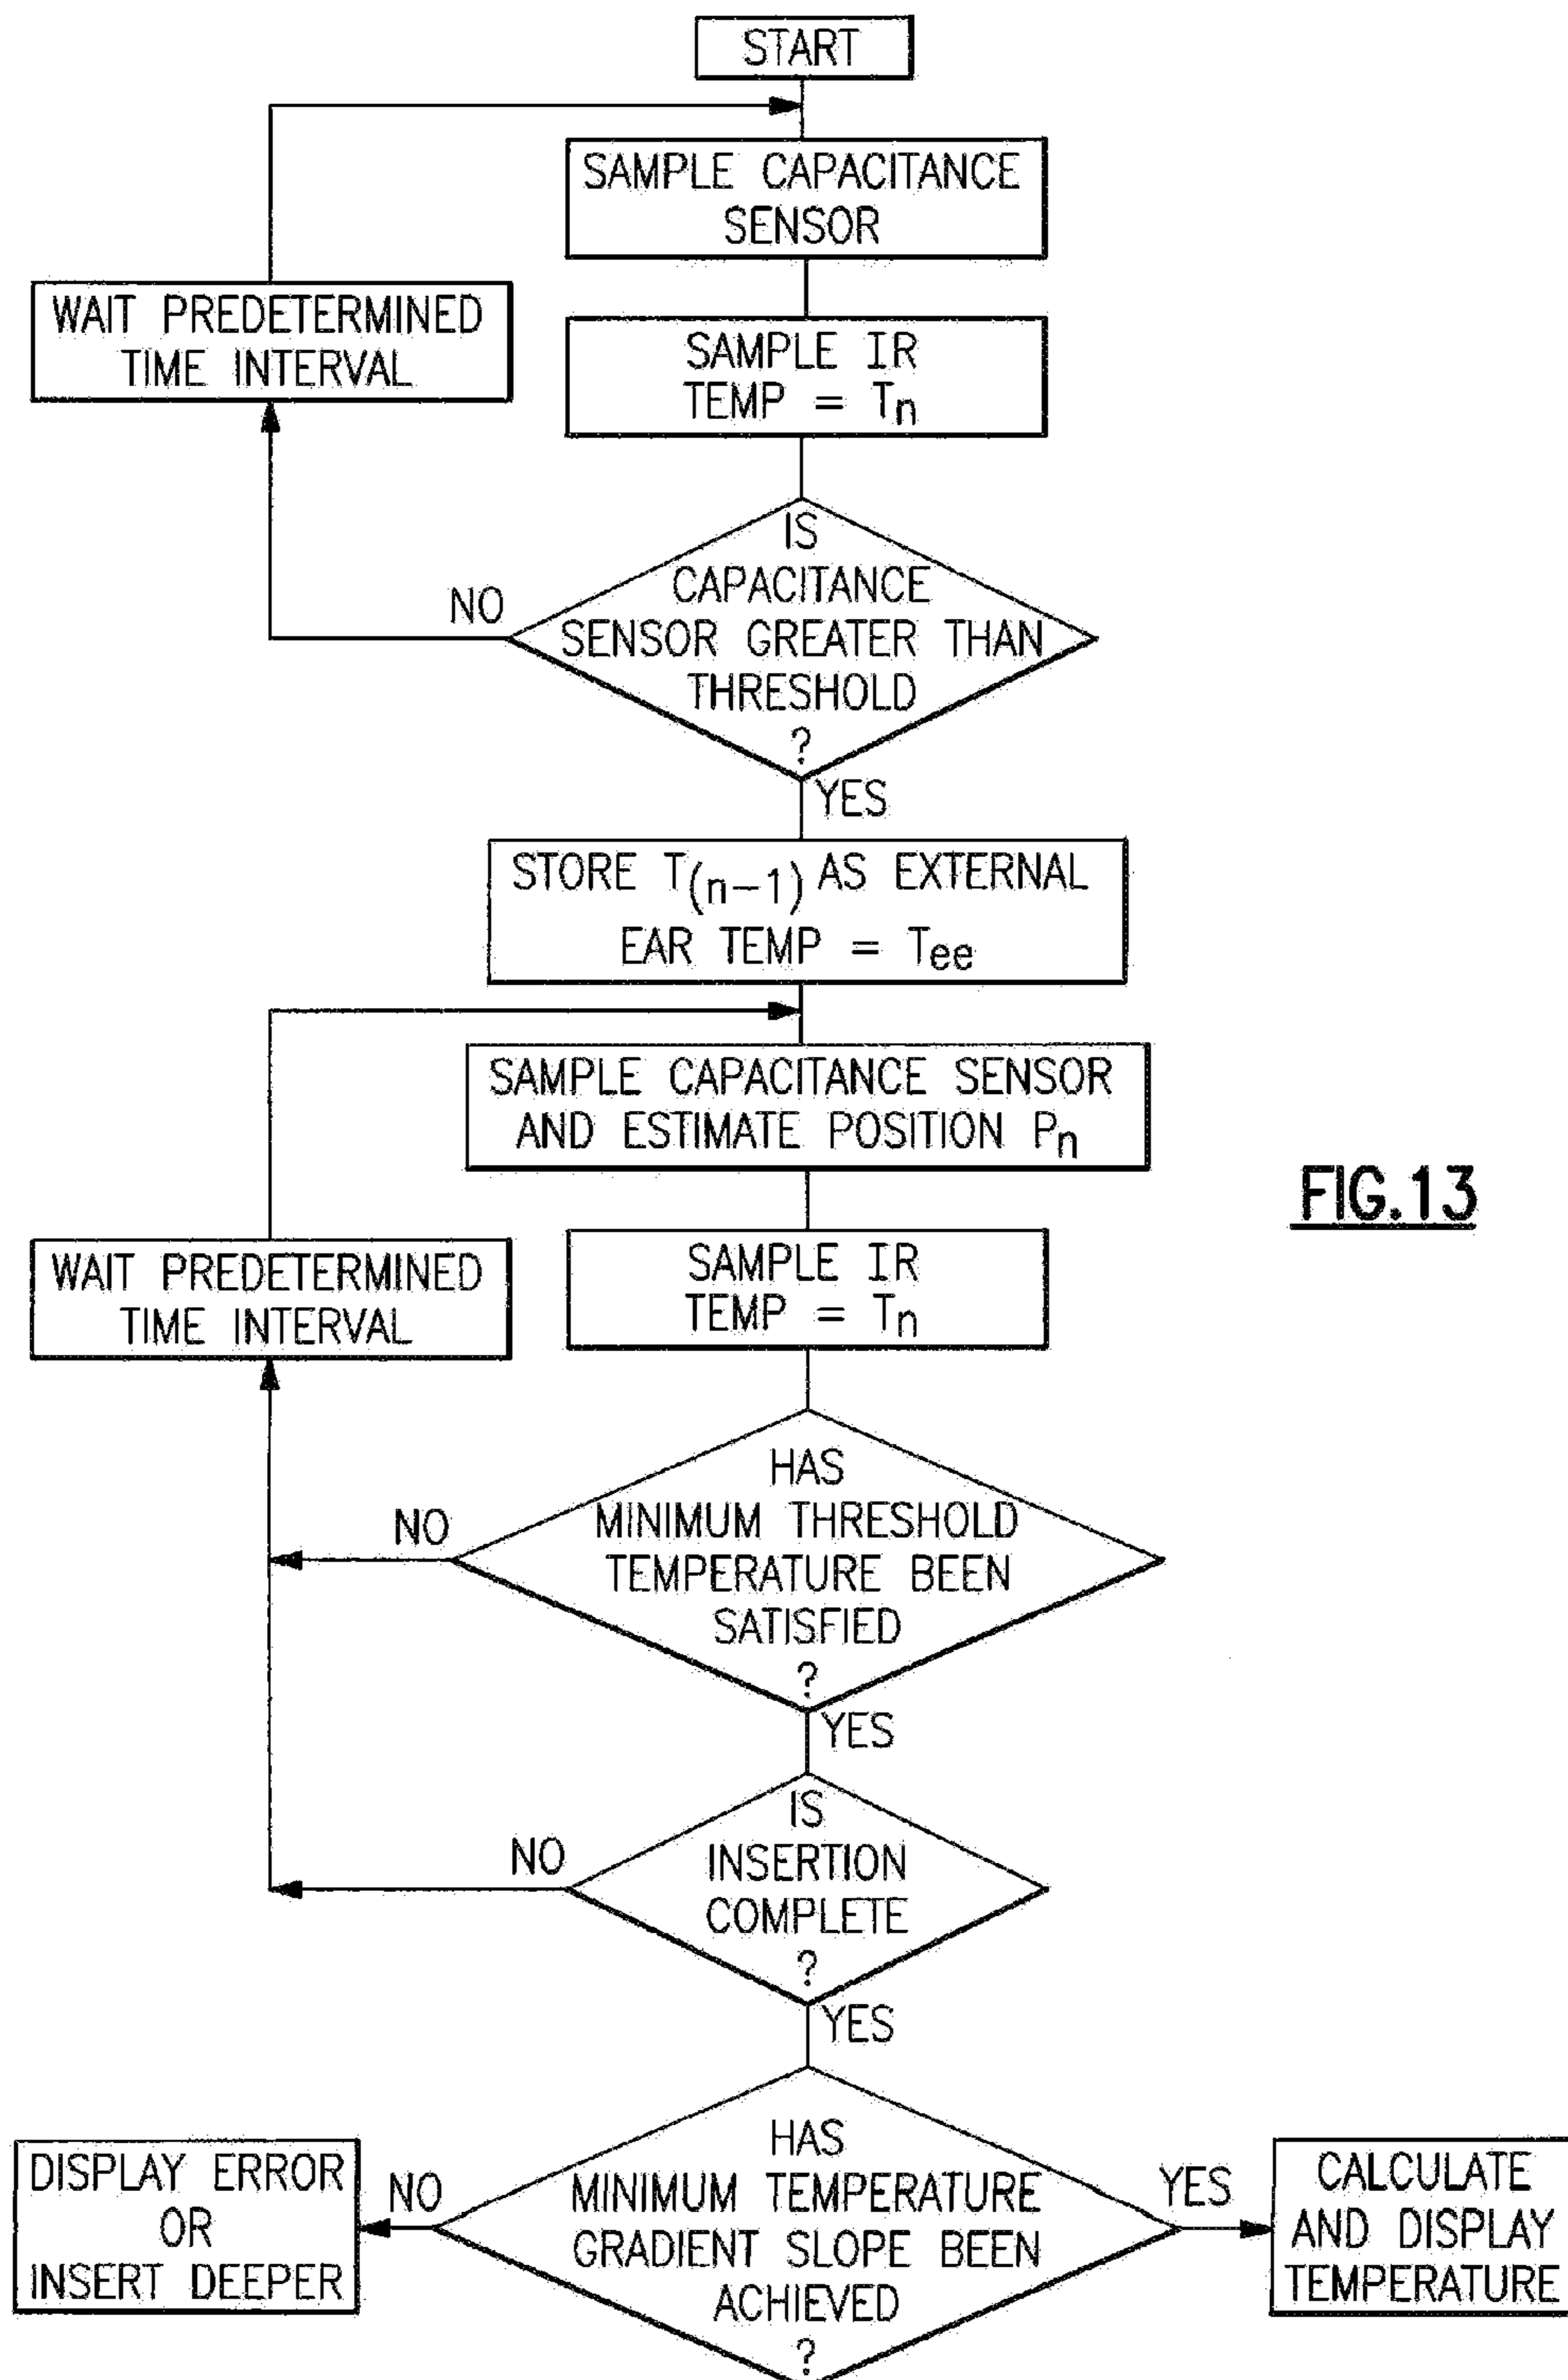 START
SAMPLE CAPACITANCE
SENSOR
WAIT PREDETERMINED
TIME INTERVAL
SAMPLE IR
TEMP = Tn
IS
CAPACITANCE
SENSOR GREATER THAN
THRESHOLD
?
NO
YES
STORE T(n-1) AS EXTERNAL
EAR TEMP = Tee
SAMPLE CAPACITANCE SENSOR
AND ESTIMATE POSITION Pn
FIG.13
WAIT PREDETERMINED
TIME INTERVAL
SAMPLE IR
TEMP = Tn
HAS
MINIMUM THRESHOLD
TEMPERATURE BEEN
SATISFIED
?
NO
YES
IS
INSERTION
COMPLETE
?
NO
YES
HAS
MINIMUM TEMPERATURE
GRADIENT SLOPE BEEN
ACHIEVED
?
NO
DISPLAY ERROR
OR
INSERT DEEPER
YES
CALCULATE
AND DISPLAY
TEMPERATURE